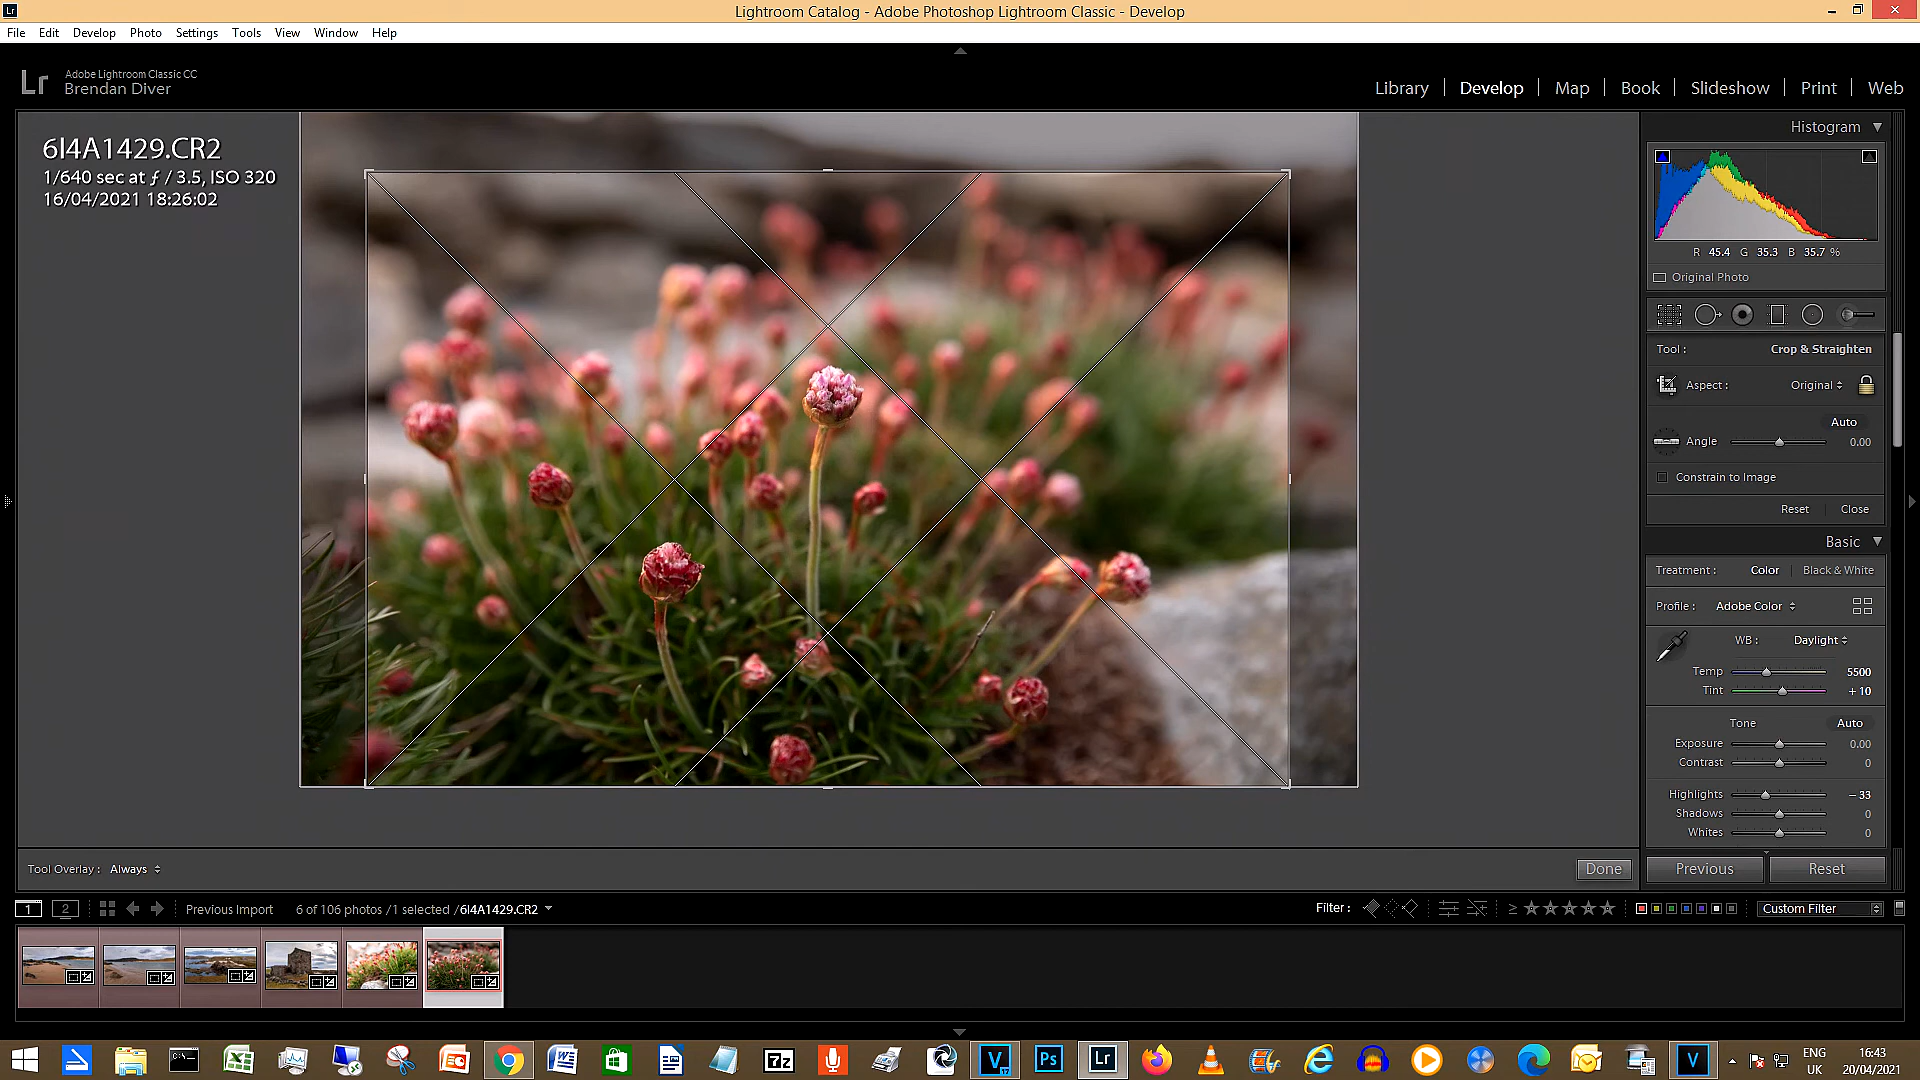 Lr
Lightroom Catalog - Adobe Photoshop Lightroom Classic - Develop
File Edit Develop Photo Settings Tools View Window Help
Lr
Adobe Lightroom Classic CC
Brendan Diver
Library Develop Map Book Slideshow Print Web
6I4A1429.CR2
1/640 sec at ƒ / 3.5, ISO 320
16/04/2021 18:26:02
Histogram
R 45.4 G 35.3 B 35.7 %
Original Photo
Tool : Crop & Straighten
Aspect : Original
Auto
Angle 0.00
Constrain to Image
Reset Close
Basic
Treatment : Color Black & White
Profile : Adobe Color
WB : Daylight
Temp 5500
Tint + 10
Tone Auto
Exposure 0.00
Contrast 0
Highlights – 33
Shadows 0
Whites 0
Tool Overlay : Always Done Previous Reset
1 2 Previous Import 6 of 106 photos /1 selected /6I4A1429.CR2 Filter : ≥ Custom Filter
7z V Ps Lr V
ENG
UK
16:43
20/04/2021